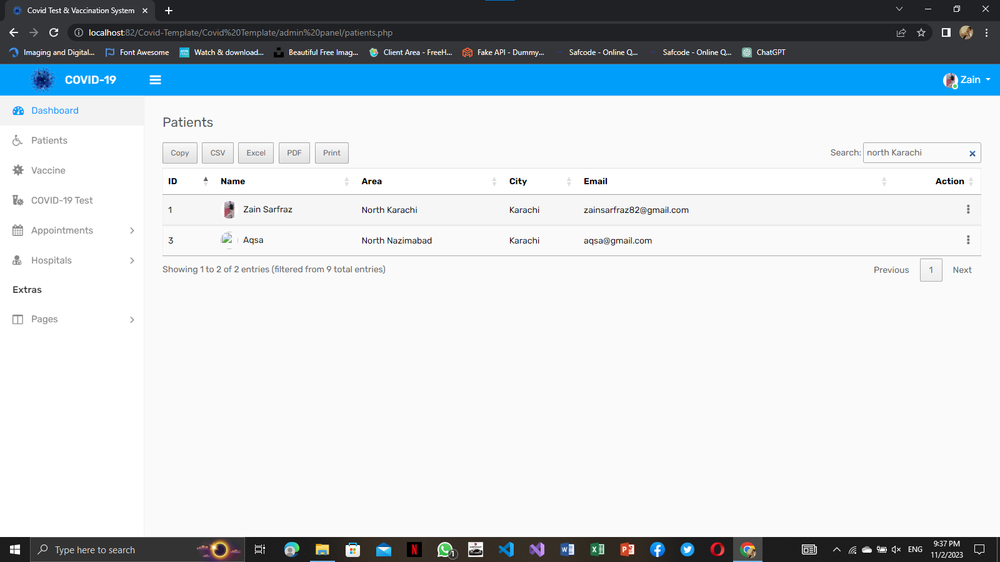 Covid Test & Vaccination System
localhost:82/Covid-Template/Covid%20Template/admin%20panel/patients.php
Imaging and Digital... Font Awesome Watch & download... Beautiful Free Imag... Client Area - FreeH... Fake API - Dummy... Safcode - Online Q... Safcode - Online Q... ChatGPT
COVID-19 Zain
Dashboard
Patients
Vaccine
COVID-19 Test
Appointments
Hospitals
Extras
Pages
Patients
Copy CSV Excel PDF Print Search: north Karachi
ID Name Area City Email Action
1 Zain Sarfraz North Karachi Karachi zainsarfraz82@gmail.com
3 Aqsa North Nazimabad Karachi aqsa@gmail.com
Showing 1 to 2 of 2 entries (filtered from 9 total entries) Previous 1 Next
Type here to search 1 ENG 9:37 PM
11/2/2023